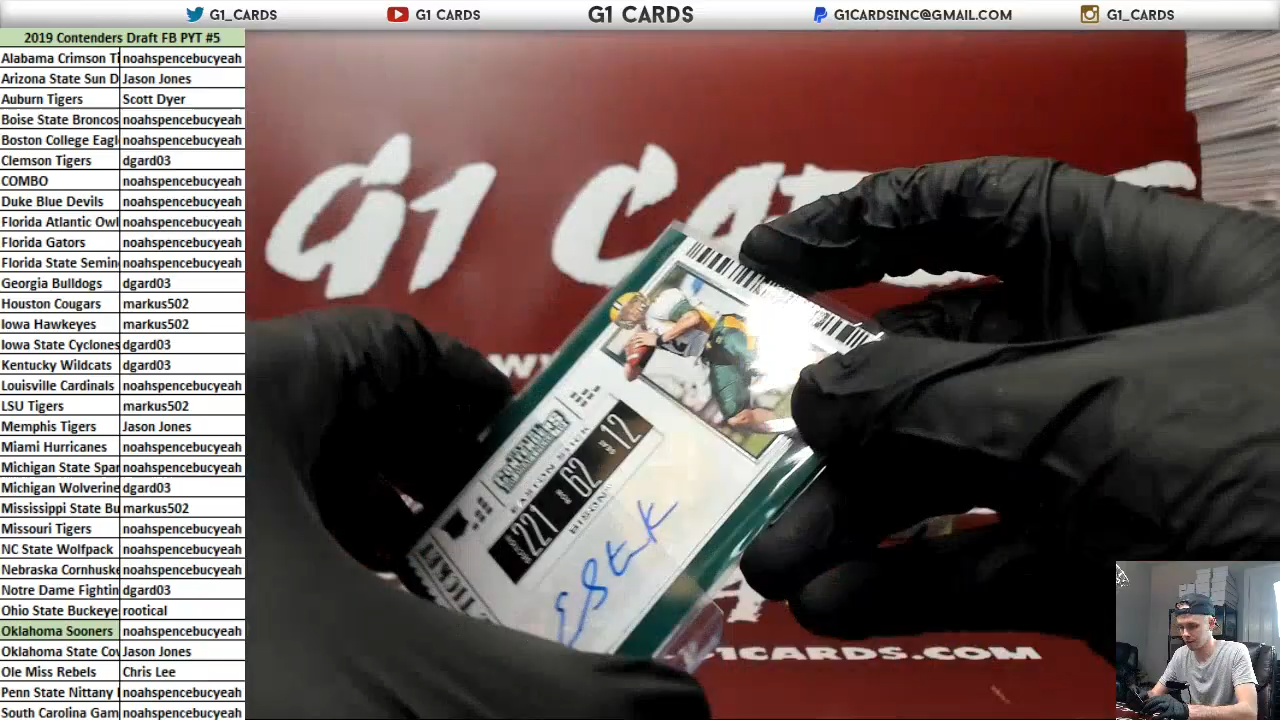 G1_CARDS
G1 CARDS
G1 CARDS
G1CARDSINC@GMAIL.COM
G1_CARDS
2019 Contenders Draft FB PYT #5
Alabama Crimson Ti noahspencebucyeah
Arizona State Sun D Jason Jones
Auburn Tigers Scott Dyer
Boise State Broncos noahspencebucyeah
Boston College Eagl noahspencebucyeah
Clemson Tigers dgard03
COMBO noahspencebucyeah
Duke Blue Devils noahspencebucyeah
Florida Atlantic Owl noahspencebucyeah
Florida Gators noahspencebucyeah
Florida State Semin noahspencebucyeah
Georgia Bulldogs dgard03
Houston Cougars markus502
Iowa Hawkeyes markus502
Iowa State Cyclones dgard03
Kentucky Wildcats dgard03
Louisville Cardinals noahspencebucyeah
LSU Tigers markus502
Memphis Tigers Jason Jones
Miami Hurricanes noahspencebucyeah
Michigan State Spar noahspencebucyeah
Michigan Wolverine dgard03
Mississippi State Bu markus502
Missouri Tigers noahspencebucyeah
NC State Wolfpack noahspencebucyeah
Nebraska Cornhuske noahspencebucyeah
Notre Dame Fightin dgard03
Ohio State Buckeye rootical
Oklahoma Sooners noahspencebucyeah
Oklahoma State Cov Jason Jones
Ole Miss Rebels Chris Lee
Penn State Nittany noahspencebucyeah
South Carolina Gam noahspencebucyeah
G1 CARDS
EASTON STICK
SECTION 221 ROW 62 SEAT 12
BISON
TICKET
G1CARDS.COM